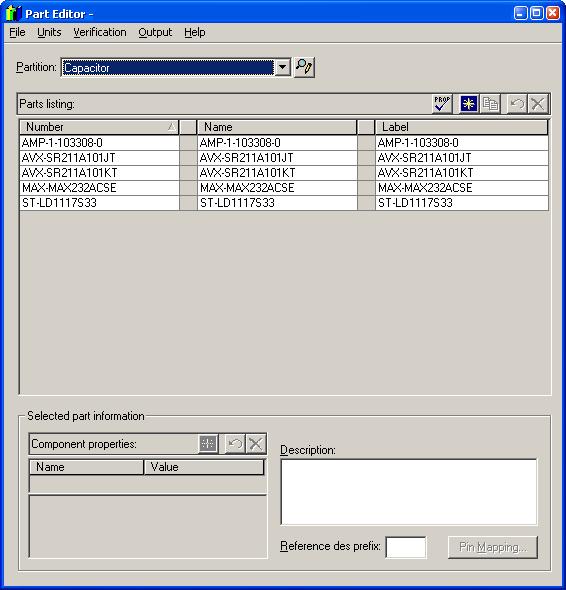 Part Editor -
File Units Verification Output Help
Partition: Capacitor
Parts listing: PROP
Number Name Label
AMP-1-103308-0 AMP-1-103308-0 AMP-1-103308-0
AVX-SR211A101JT AVX-SR211A101JT AVX-SR211A101JT
AVX-SR211A101KT AVX-SR211A101KT AVX-SR211A101KT
MAX-MAX232ACSE MAX-MAX232ACSE MAX-MAX232ACSE
ST-LD1117S33 ST-LD1117S33 ST-LD1117S33
Selected part information
Component properties:
Name Value
Description:
Reference des prefix: Pin Mapping...